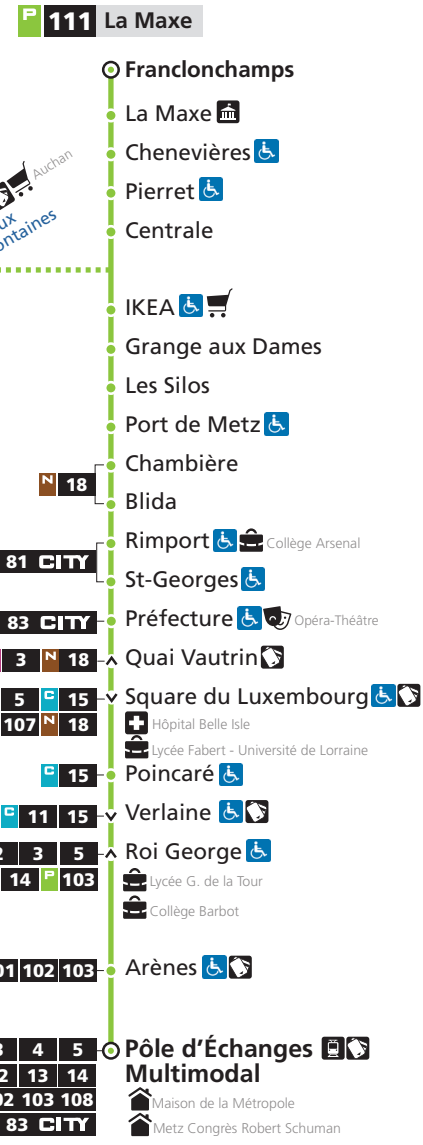 P 111 La Maxe
Franclonchamps
La Maxe
Chenevières
Auchan
Pierret
Centrale
IKEA
Grange aux Dames
Les Silos
Port de Metz
Chambière
N 18
Blida
Rimport Collège Arsenal
81 CITY
St-Georges
83 CITY Préfecture Opéra-Théâtre
3 N 18 Quai Vautrin
5 C 15 Square du Luxembourg
107 N 18 Hôpital Belle Isle
Lycée Fabert - Université de Lorraine
C 15 Poincaré
C 11 15 Verlaine
3 5 Roi George
14 P 103 Lycée G. de la Tour
Collège Barbot
102 103 Arènes
4 5 Pôle d'Échanges
13 14 Multimodal
103 108 Maison de la Métropole
83 CITY Metz Congrès Robert Schuman